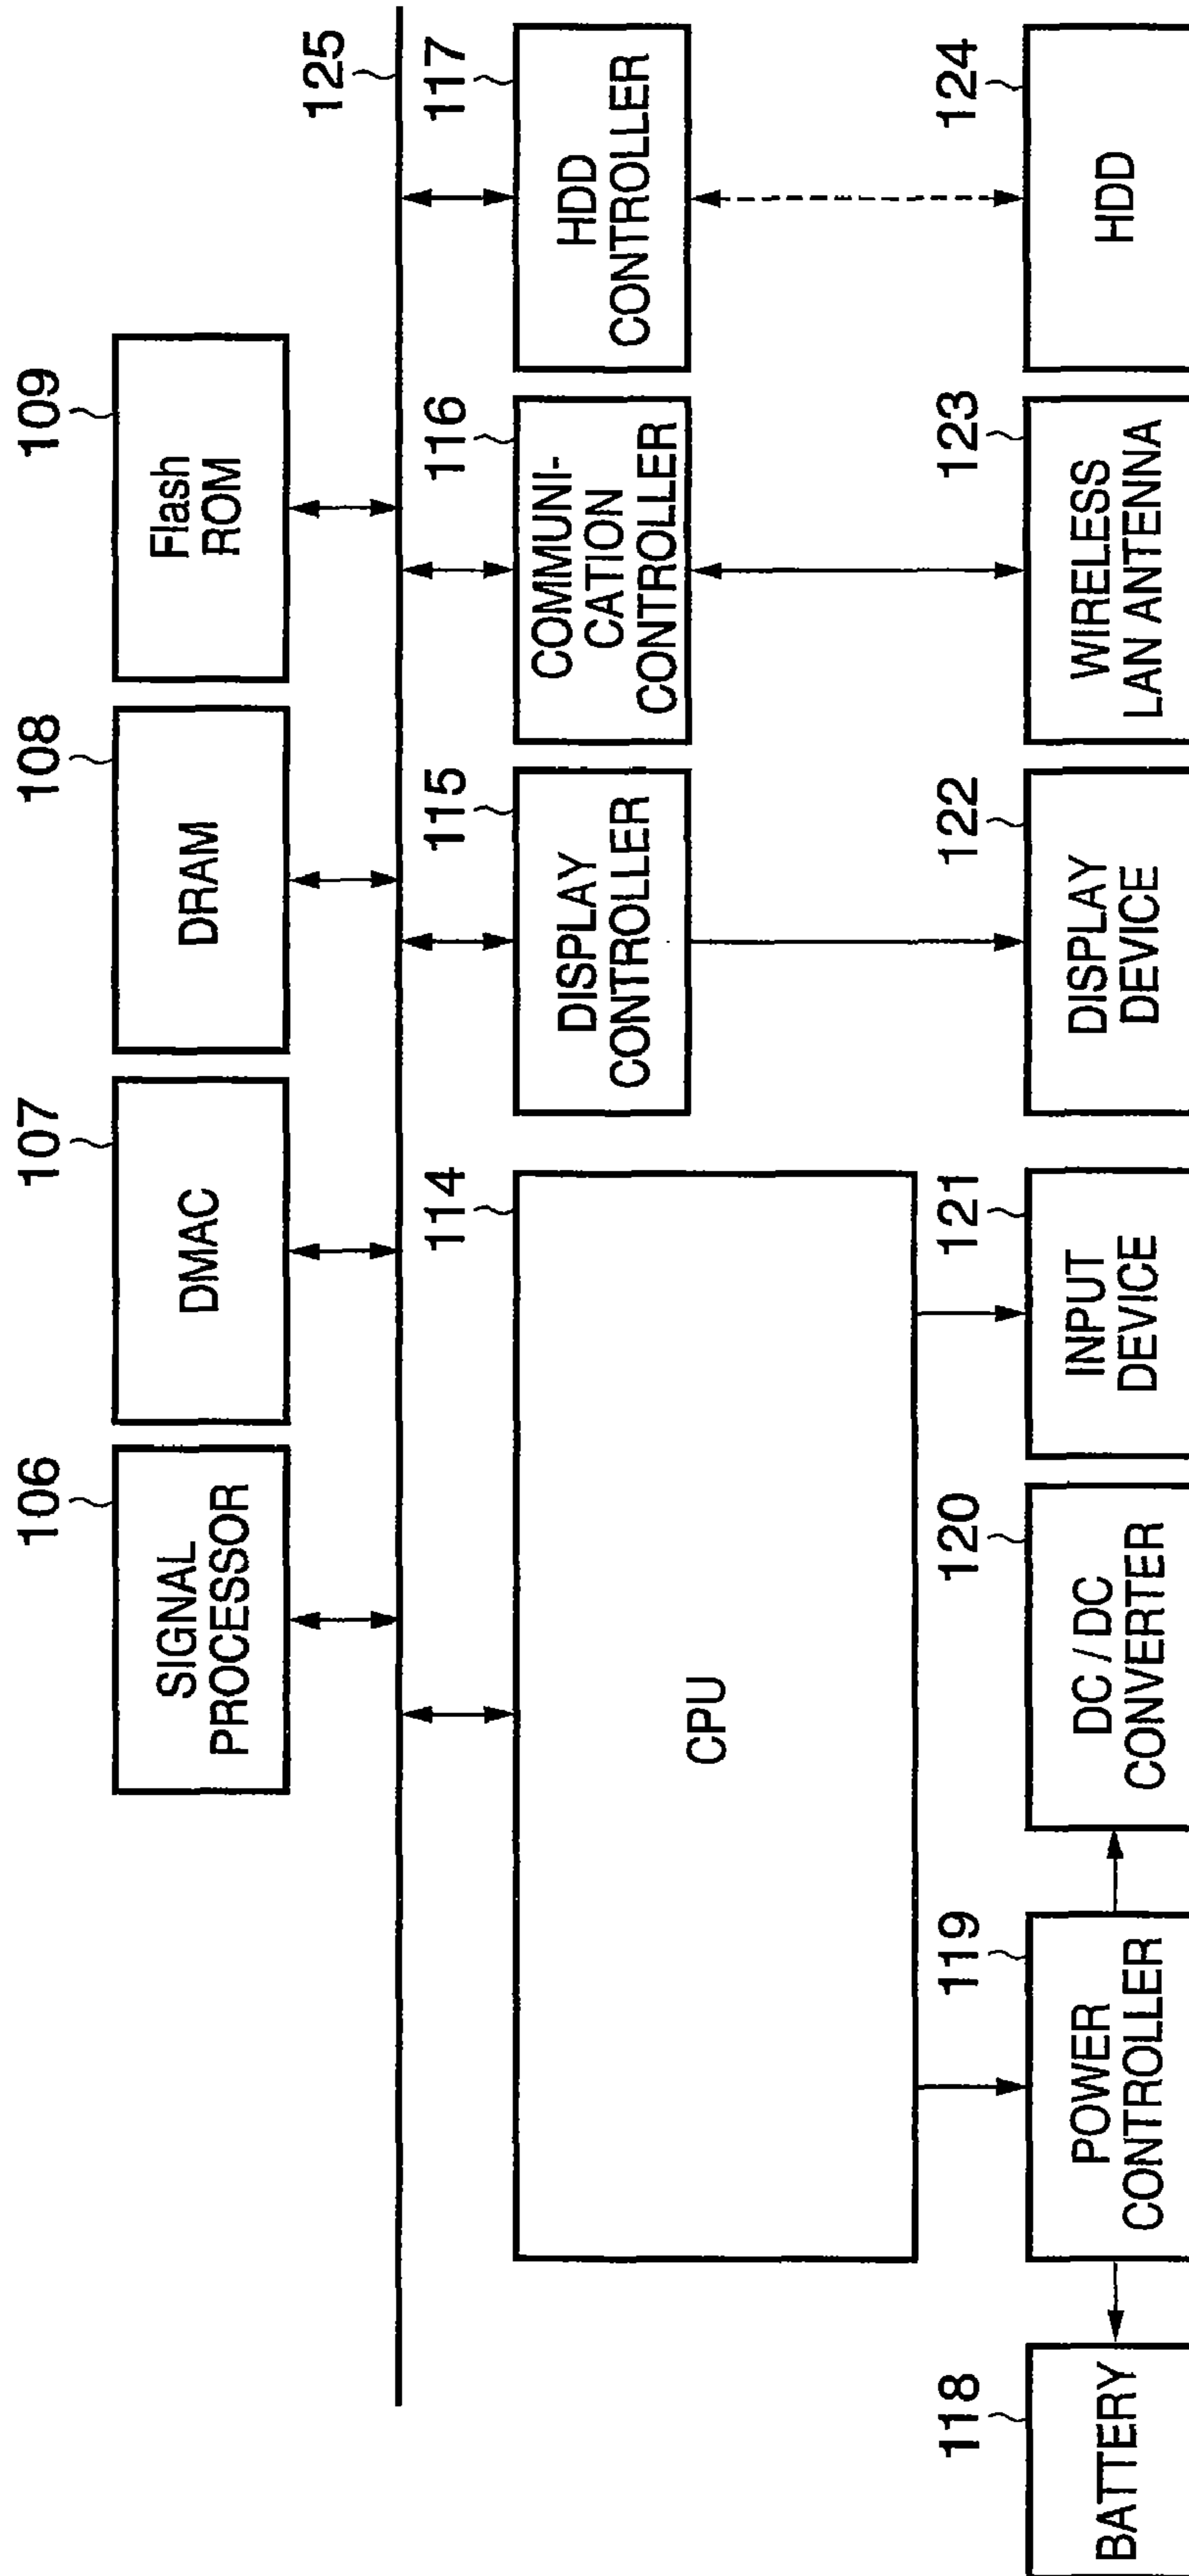 106
SIGNAL
PROCESSOR
107
DMAC
108
DRAM
109
Flash
ROM
125
114
CPU
115
DISPLAY
CONTROLLER
116
COMMUNI-
CATION
CONTROLLER
117
HDD
CONTROLLER
118
BATTERY
119
POWER
CONTROLLER
120
DC / DC
CONVERTER
121
INPUT
DEVICE
122
DISPLAY
DEVICE
123
WIRELESS
LAN ANTENNA
124
HDD